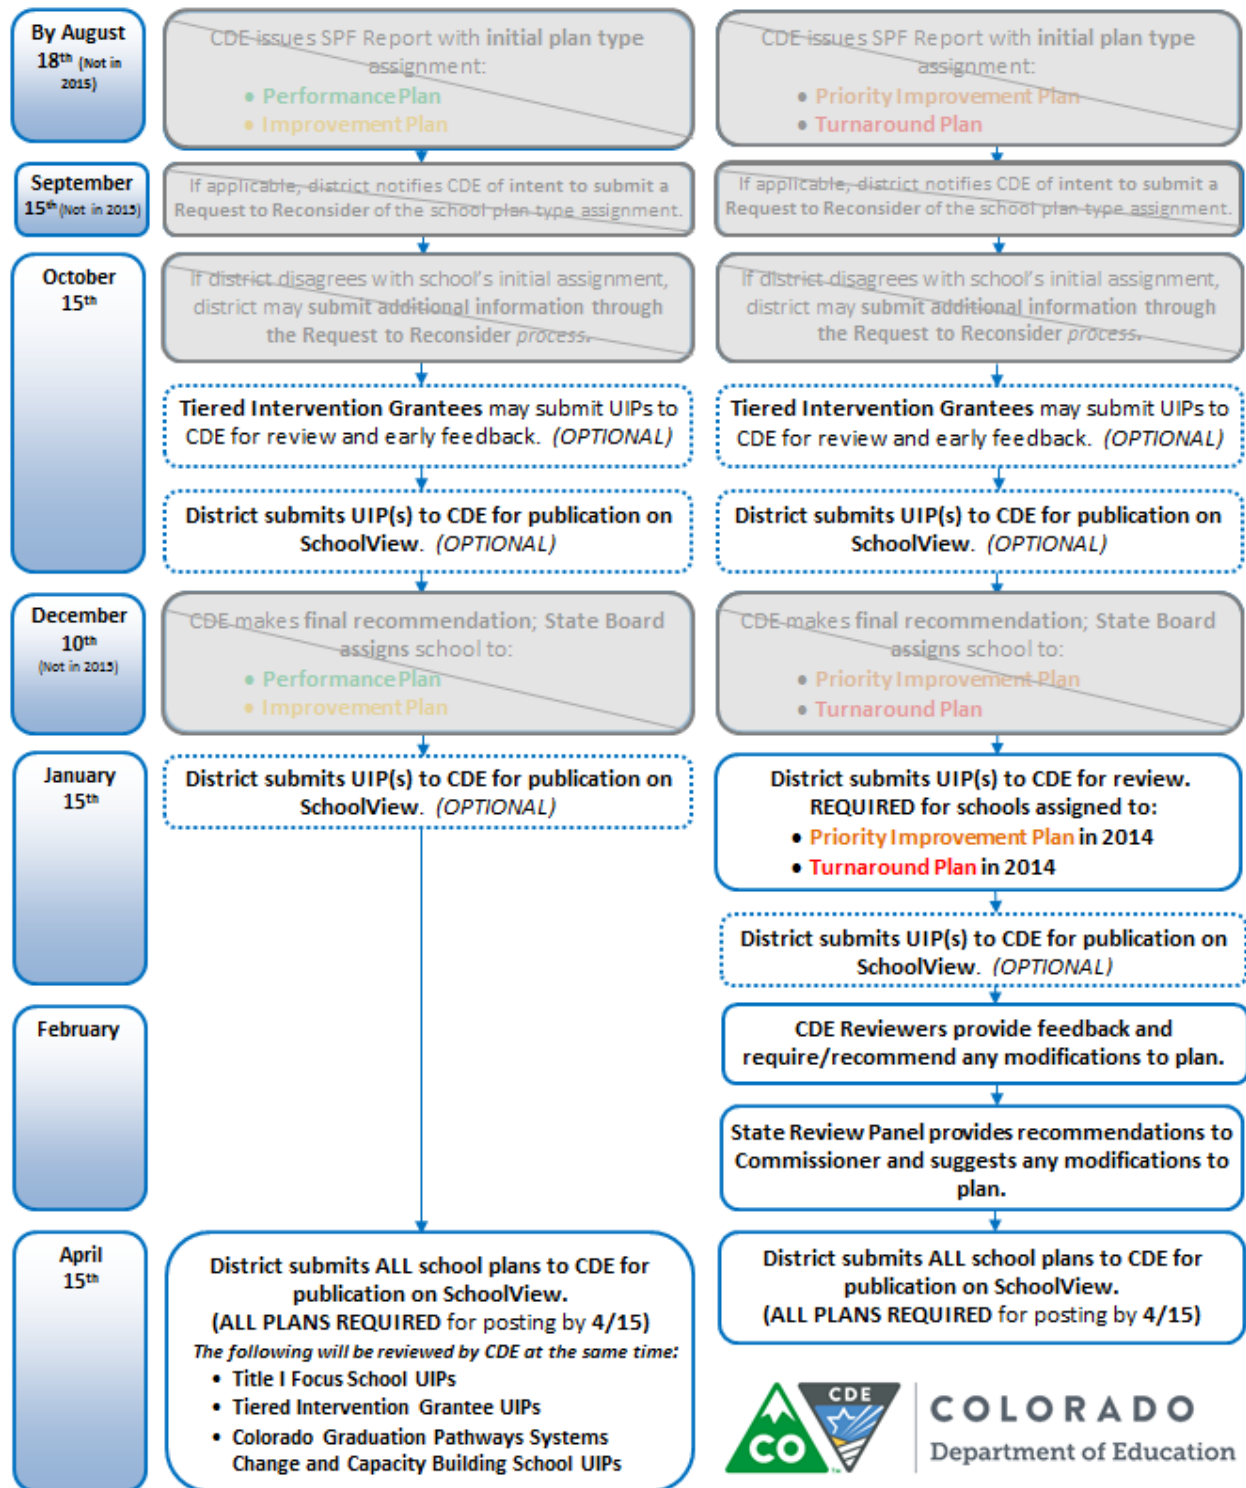 By August
18th (Not in
2015)
CDE issues SPF Report with initial plan type
assignment:
• Performance Plan
• Improvement Plan
CDE issues SPF Report with initial plan type
assignment:
• Priority Improvement Plan
• Turnaround Plan
September
15th (Not in 2015)
If applicable, district notifies CDE of intent to submit a
Request to Reconsider of the school plan type assignment.
If applicable, district notifies CDE of intent to submit a
Request to Reconsider of the school plan type assignment.
October
15th
If district disagrees with school's initial assignment,
district may submit additional information through
the Request to Reconsider process.
If district disagrees with school's initial assignment,
district may submit additional information through
the Request to Reconsider process.
Tiered Intervention Grantees may submit UIPs to
CDE for review and early feedback. (OPTIONAL)
Tiered Intervention Grantees may submit UIPs to
CDE for review and early feedback. (OPTIONAL)
District submits UIP(s) to CDE for publication on
SchoolView. (OPTIONAL)
District submits UIP(s) to CDE for publication on
SchoolView. (OPTIONAL)
December
10th
(Not in 2015)
CDE makes final recommendation; State Board
assigns school to:
• Performance Plan
• Improvement Plan
CDE makes final recommendation; State Board
assigns school to:
• Priority Improvement Plan
• Turnaround Plan
January
15th
District submits UIP(s) to CDE for publication on
SchoolView. (OPTIONAL)
District submits UIP(s) to CDE for review.
REQUIRED for schools assigned to:
• Priority Improvement Plan in 2014
• Turnaround Plan in 2014
District submits UIP(s) to CDE for publication on
SchoolView. (OPTIONAL)
February
CDE Reviewers provide feedback and
require/recommend any modifications to plan.
State Review Panel provides recommendations to
Commissioner and suggests any modifications to
plan.
April
15th
District submits ALL school plans to CDE for
publication on SchoolView.
(ALL PLANS REQUIRED for posting by 4/15)
The following will be reviewed by CDE at the same time:
• Title I Focus School UIPs
• Tiered Intervention Grantee UIPs
• Colorado Graduation Pathways Systems
Change and Capacity Building School UIPs
District submits ALL school plans to CDE for
publication on SchoolView.
(ALL PLANS REQUIRED for posting by 4/15)
CO
CDE
TM
COLORADO
Department of Education